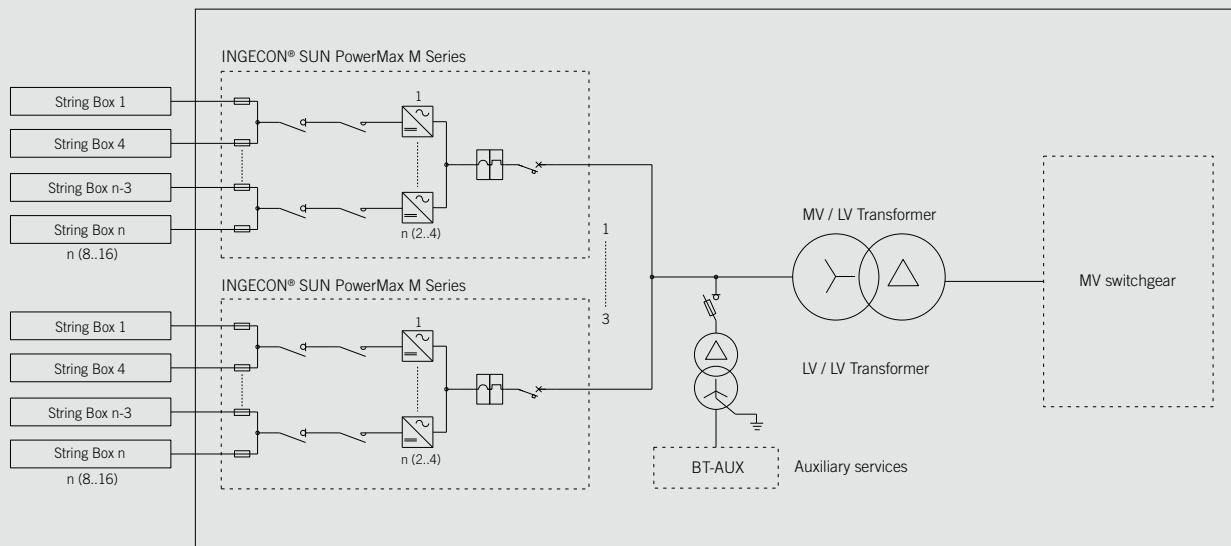 INGECON® SUN PowerMax M Series
String Box 1
String Box 4
String Box n-3
String Box n
n (8..16)
1
n (2..4)
INGECON® SUN PowerMax M Series
String Box 1
String Box 4
String Box n-3
String Box n
n (8..16)
1
n (2..4)
1
3
MV / LV Transformer
LV / LV Transformer
BT-AUX
Auxiliary services
MV switchgear